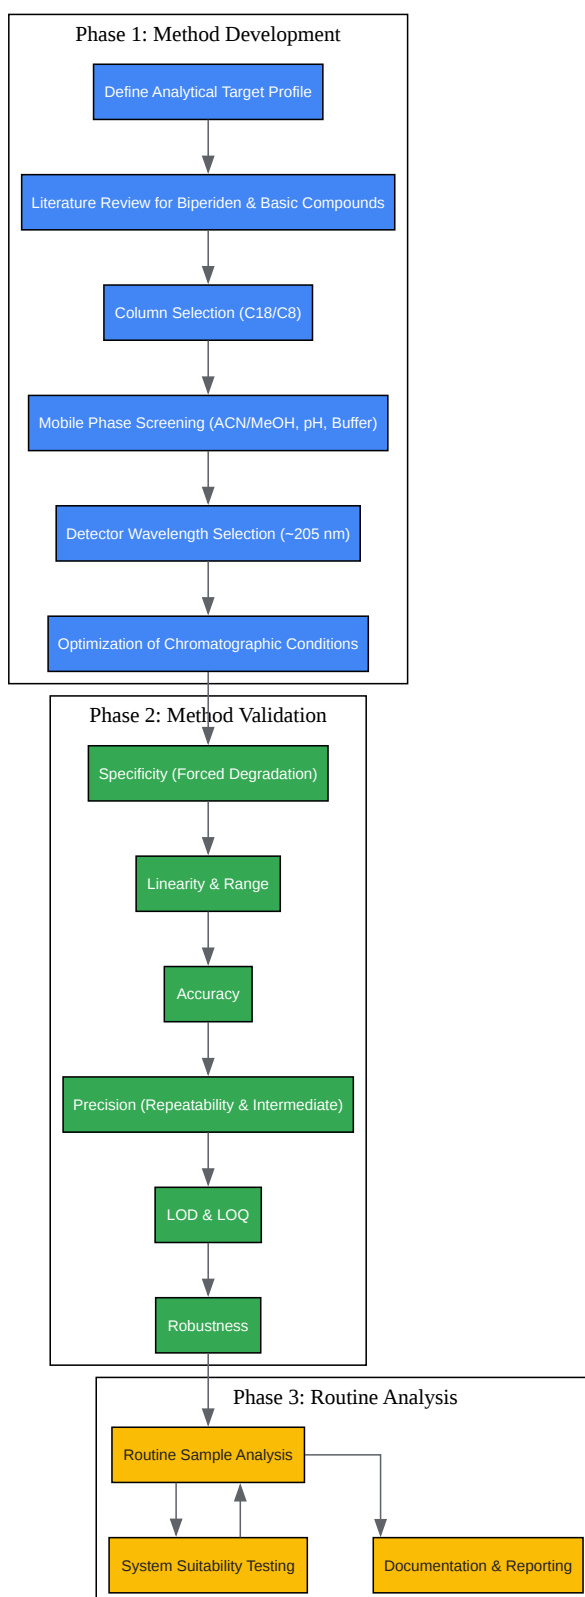 Phase 1: Method Development
Define Analytical Target Profile
Literature Review for Biperiden & Basic Compounds
Column Selection (C18/C8)
Mobile Phase Screening (ACN/MeOH, pH, Buffer)
Detector Wavelength Selection (~205 nm)
Optimization of Chromatographic Conditions
Phase 2: Method Validation
Specificity (Forced Degradation)
Linearity & Range
Accuracy
Precision (Repeatability & Intermediate)
LOD & LOQ
Robustness
Phase 3: Routine Analysis
Routine Sample Analysis
System Suitability Testing
Documentation & Reporting